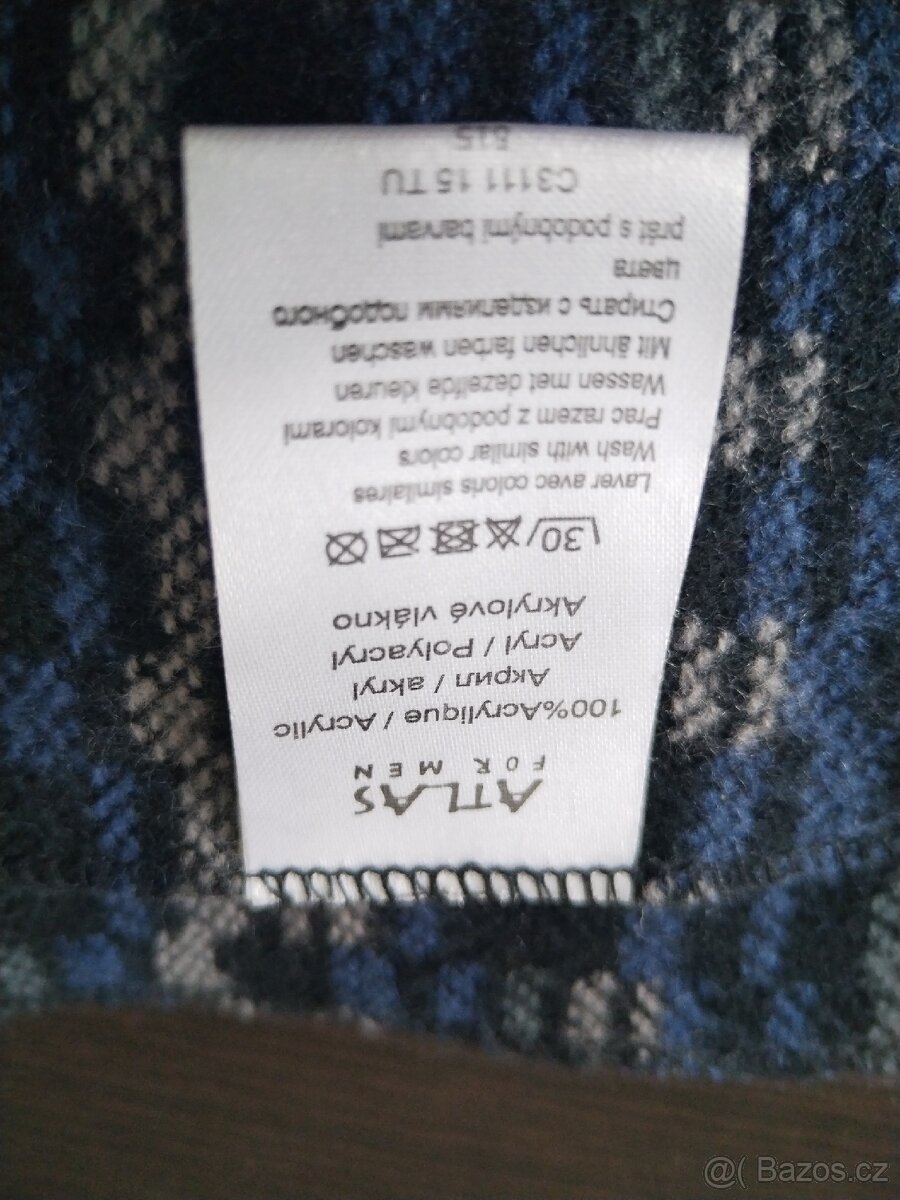 ATLAS
FOR MEN
100%Acrylique / Acrylic
Акрил / akryl
Acryl / Polyacryl
Akrylové vlákno
30
Laver avec coloris similaires
Wash with similar colors
Prac razem z podobnymi kolorami
Wassen met dezelfde kleuren
Mit ähnlichen farben waschen
Стирать с изделиями подобного
цвета
prát s podobnými barvami
C3111 15 TU
@( Bazos.cz